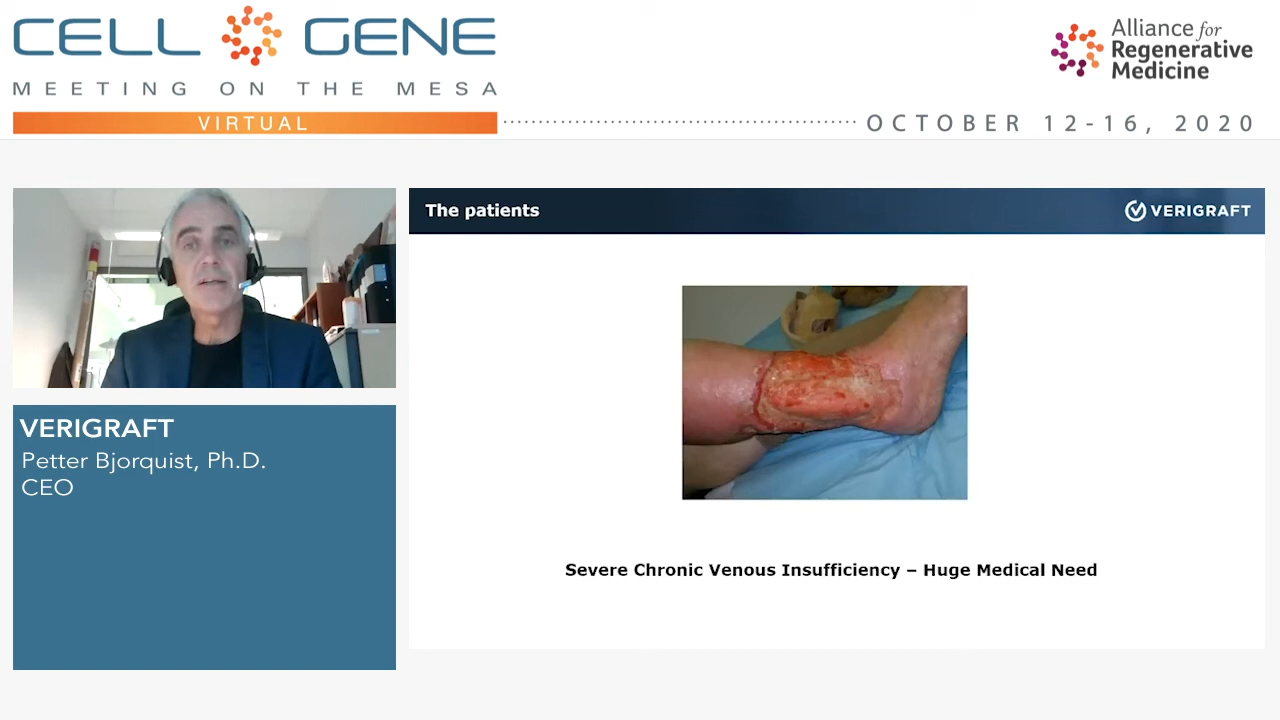 CELL GENE
MEETING ON THE MESA
VIRTUAL
Alliance for
Regenerative
Medicine
OCTOBER 12-16, 2020
The patients
VERIGRAFT
VERIGRAFT
Petter Bjorquist, Ph.D.
CEO
Severe Chronic Venous Insufficiency – Huge Medical Need